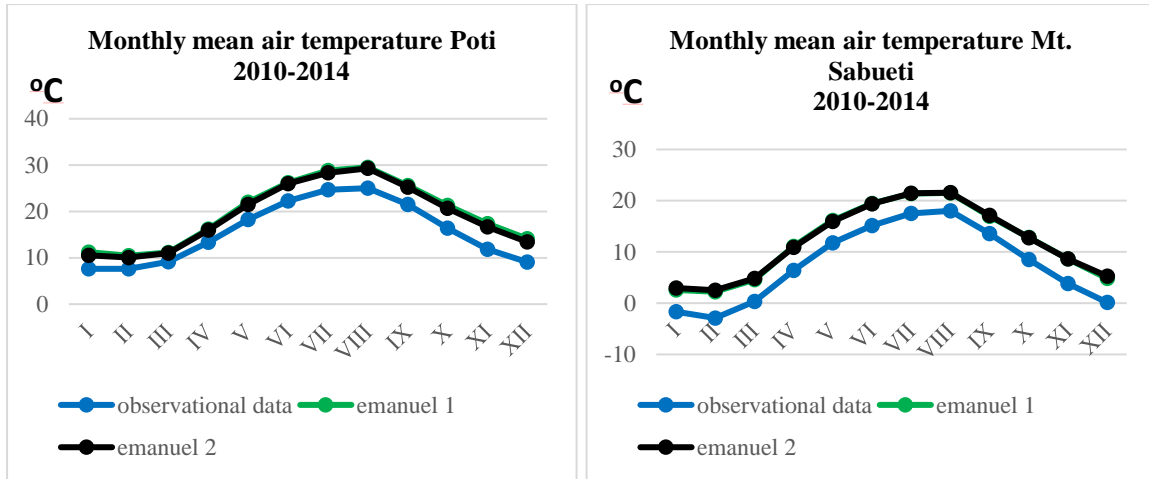 Monthly mean air temperature Poti
2010-2014
ºC
40
30
20
10
0
I II III IV V VI VII VIII IX X XI XII
observational data emanuel 1
emanuel 2
Monthly mean air temperature Mt.
Sabueti
2010-2014
ºC
30
20
10
0
-10
I II III IV V VI VII VIII IX X XI XII
observational data emanuel 1
emanuel 2